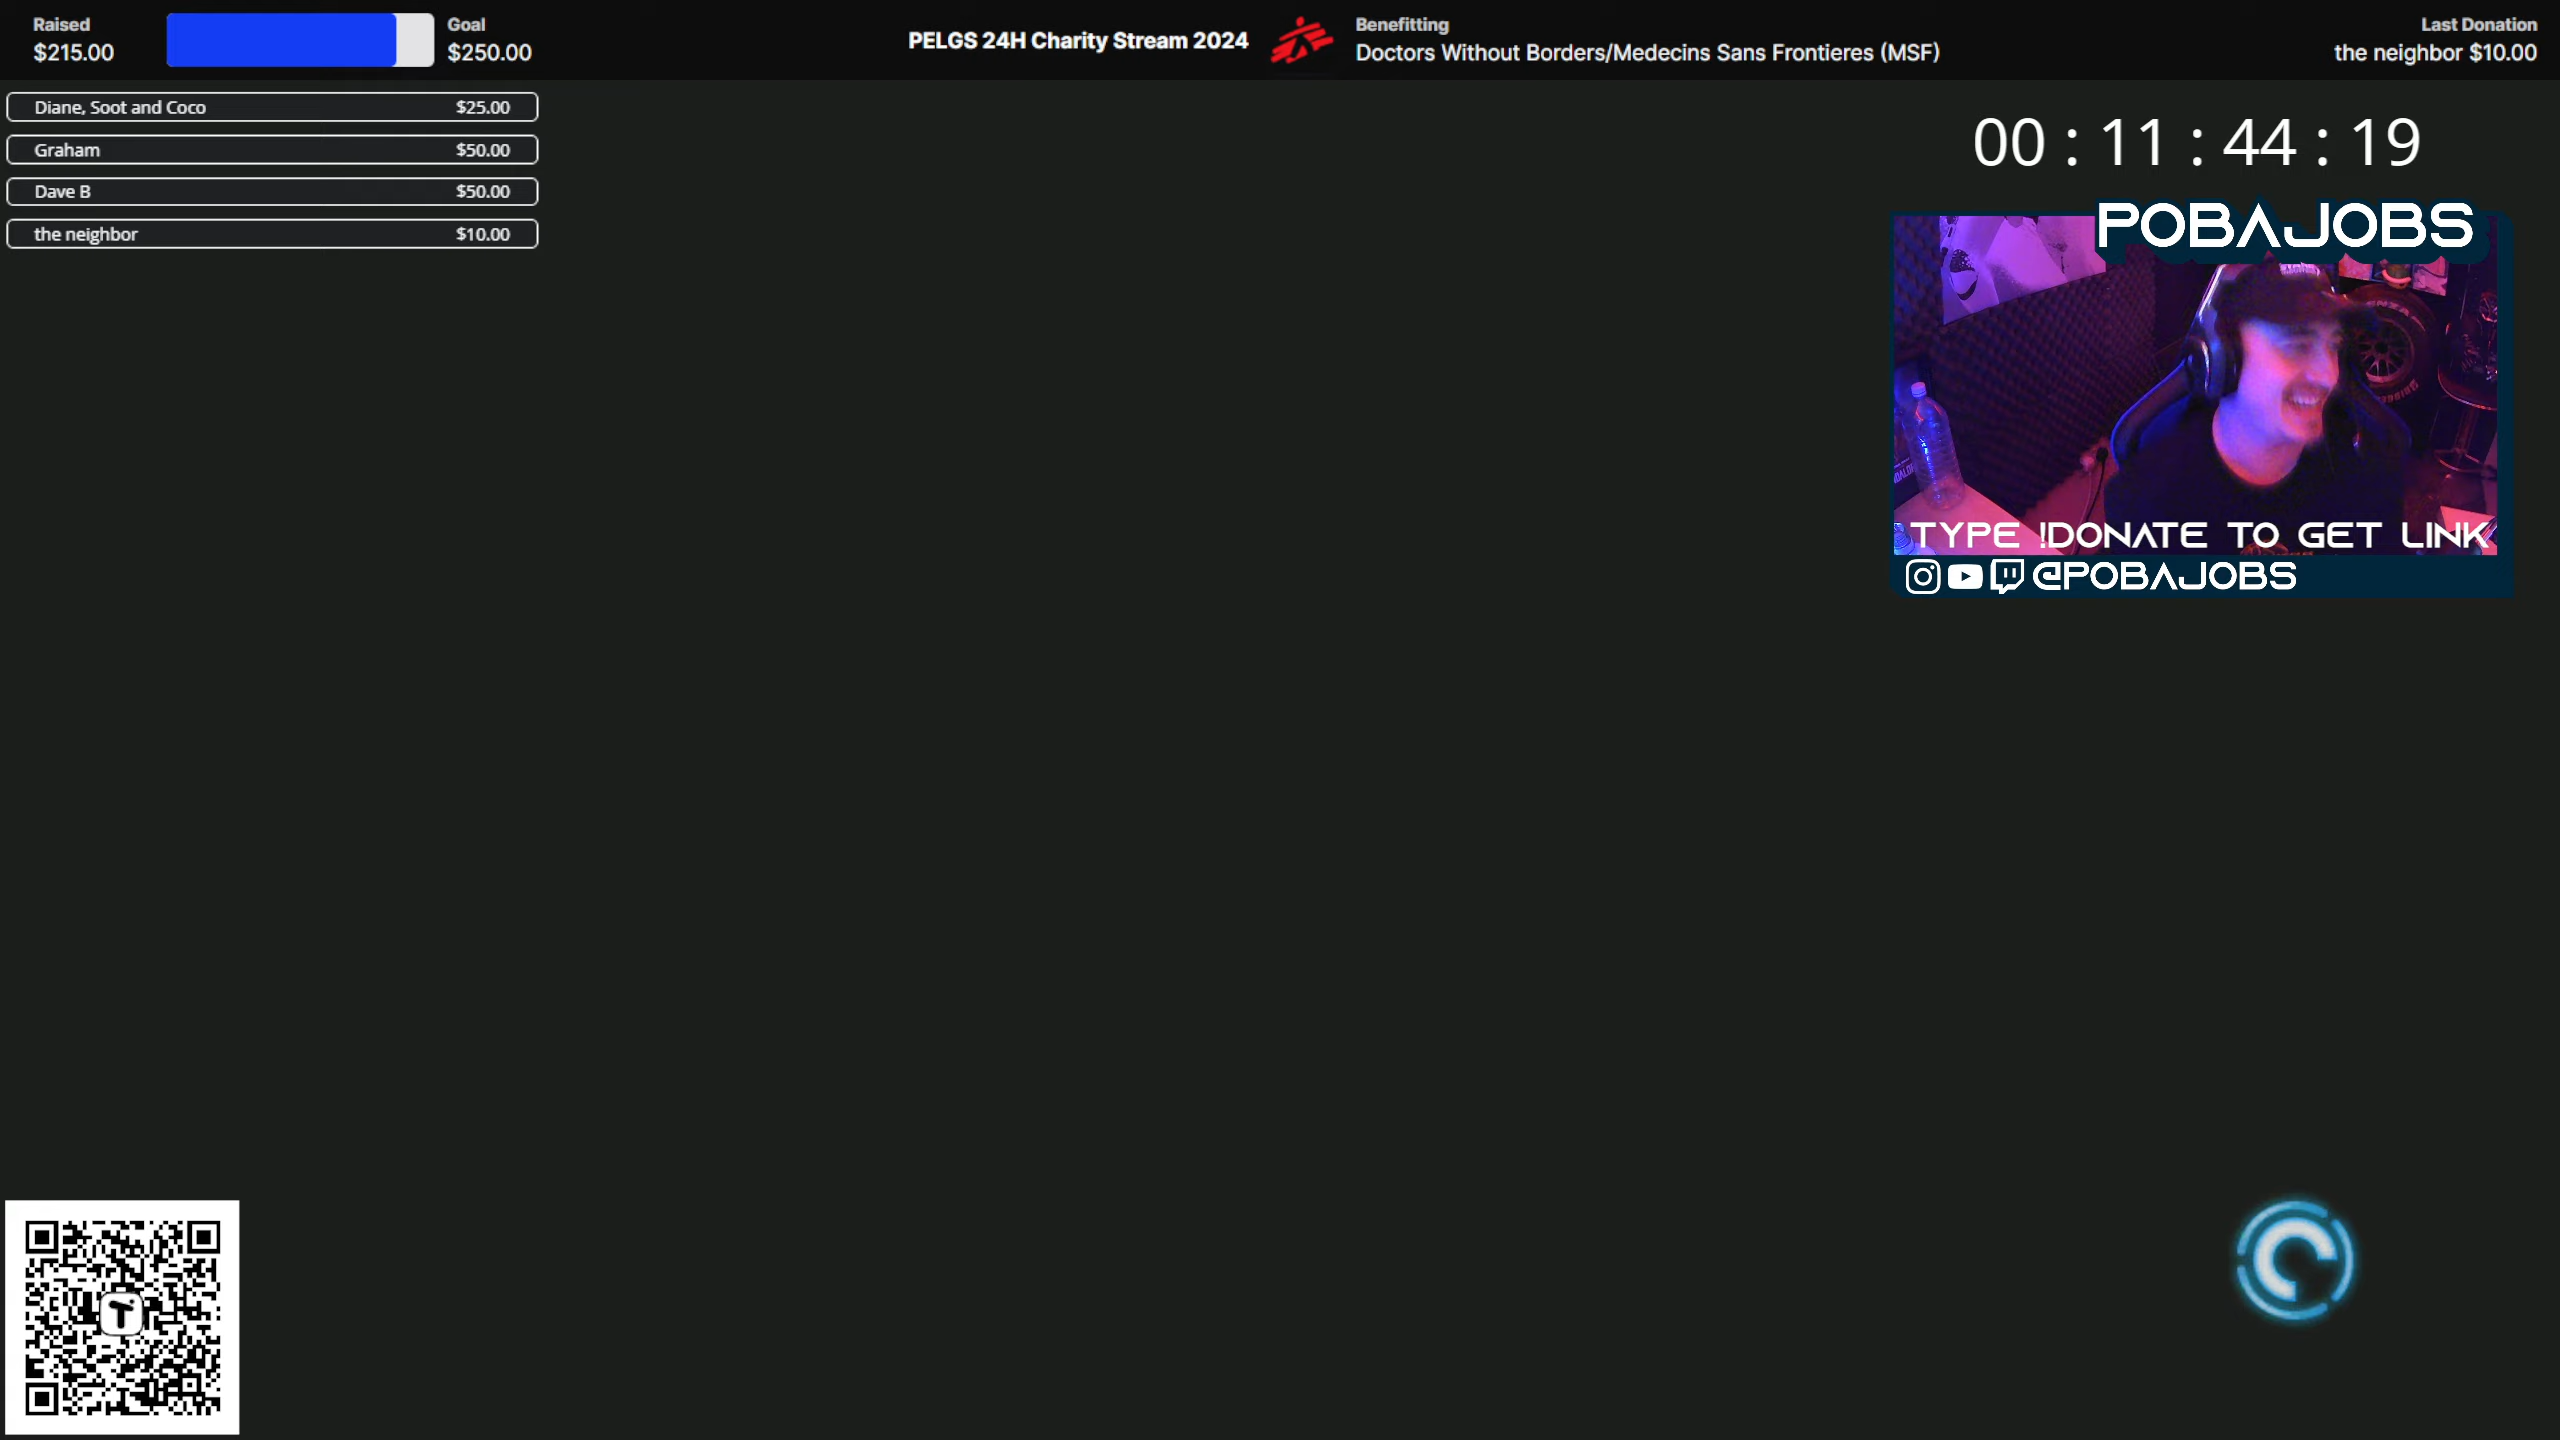 Raised
$215.00
Goal
$250.00
PELGS 24H Charity Stream 2024
Benefitting
Doctors Without Borders/Medecins Sans Frontieres (MSF)
Last Donation
the neighbor $10.00
Diane, Soot and Coco $25.00
Graham $50.00
Dave B $50.00
the neighbor $10.00
00 : 11 : 44 : 19
POBAJOBS
TYPE !DONATE TO GET LINK
@POBAJOBS
T